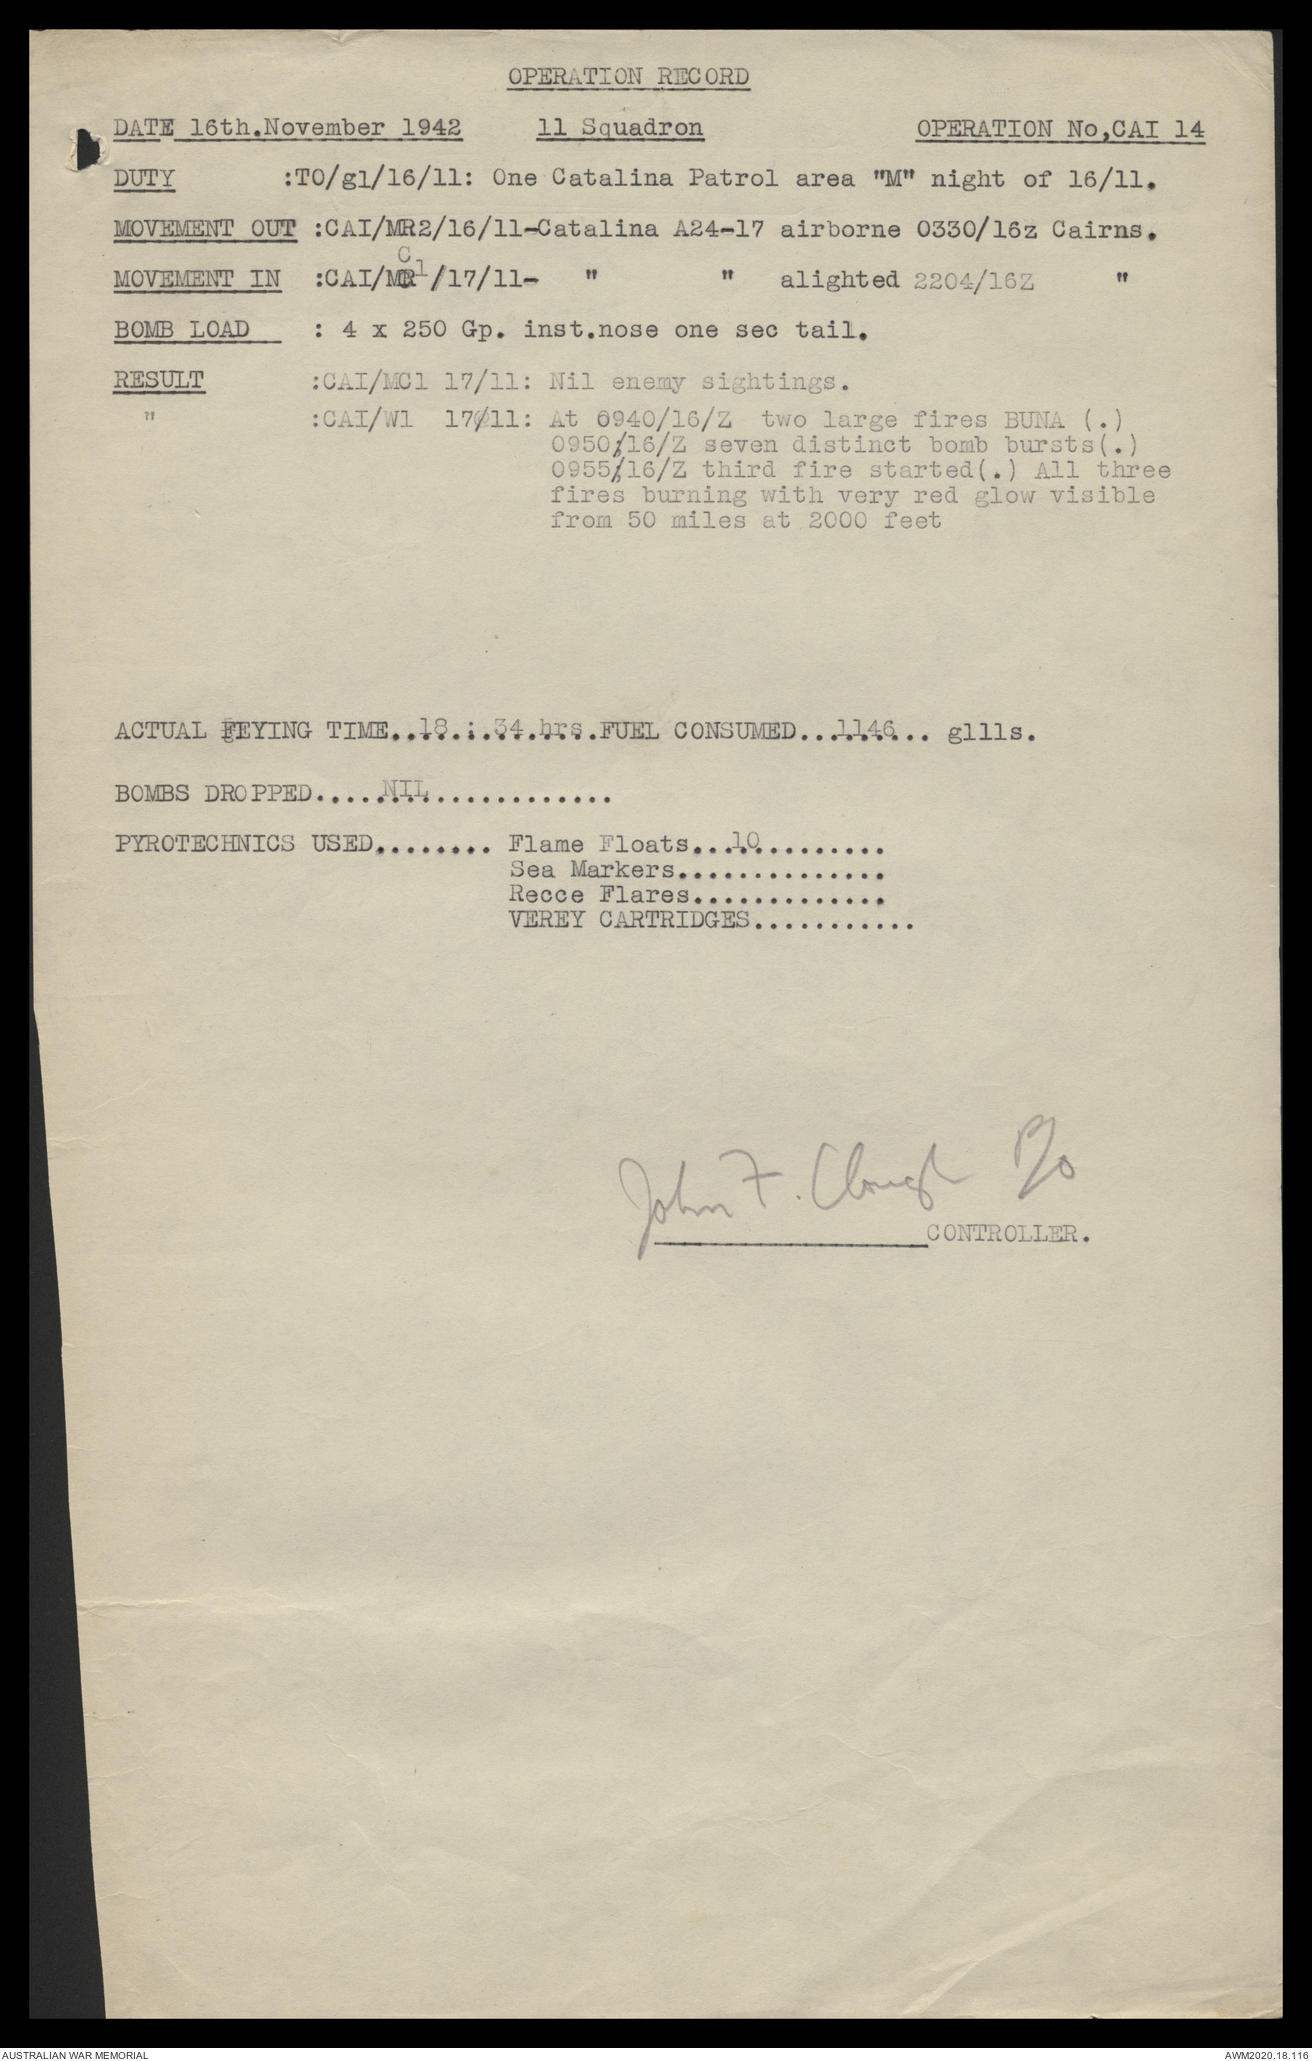 OPERATION RECORD
DATE 16th.November 1942 11 Squadron OPERATION No,CAI 14
DUTY :TO/gl/16/11: One Catalina Patrol area "M" night of 16/11.
MOVEMENT OUT :CAI/MR2/16/11-Catalina A24-17 airborne 0330/16z Cairns.
MOVEMENT IN :CAI/MC1/17/11- " " alighted 2204/16Z "
BOMB LOAD : 4 x 250 Gp. inst.nose one sec tail.
RESULT :CAI/MC1 17/11: Nil enemy sightings.
" :CAI/W1 17/11: At 0940/16/Z two large fires BUNA (.)
0950/16/Z seven distinct bomb bursts(.)
0955/16/Z third fire started(.) All three
fires burning with very red glow visible
from 50 miles at 2000 feet
ACTUAL FEYING TIME..18.:.34.hrs.FUEL CONSUMED...1146... gllls.
BOMBS DROPPED.....NIL............
PYROTECHNICS USED........ Flame Floats...10.........
Sea Markers..............
Recce Flares.............
VEREY CARTRIDGES...........
John F. Clough P/o
CONTROLLER.
AUSTRALIAN WAR MEMORIAL AWM2020.18.116